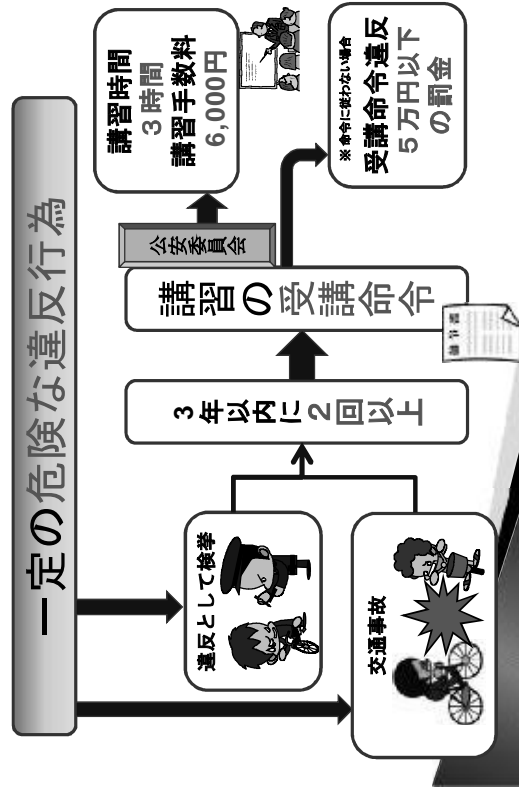 一定の危険な違反行為
違反として検挙
交通事故
3年以内に2回以上
講習の受講命令
公安委員会
講習時間
3時間
講習手数料
6,000円
※命令に従わない場合
受講命令違反
5万円以下
の罰金